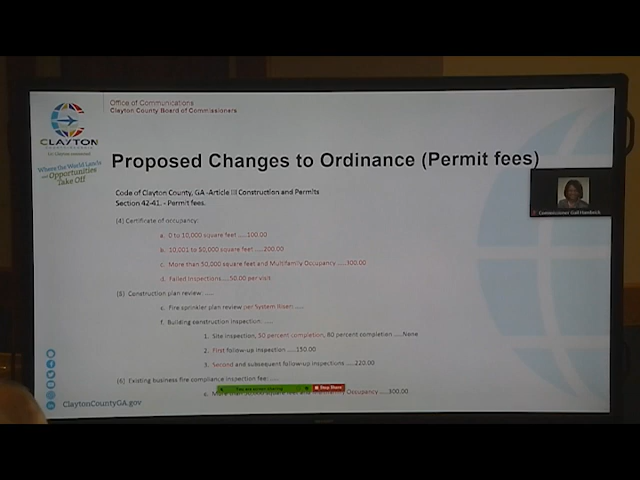 Office of Communications
Clayton County Board of Commissioners
CLAYTON
Where the World Lands
and Opportunities
Take Off
Proposed Changes to Ordinance (Permit fees)
Code of Clayton County, GA -Article III Construction and Permits
Section 42-41. - Permit fees.
(4) Certificate of occupancy:
a. 0 to 10,000 square feet .....100.00
b. 10,001 to 50,000 square feet .....200.00
c. More than 50,000 square feet and Multifamily Occupancy .....300.00
d. Failed Inspections.....50.00 per visit
Construction plan review: .....
Fire sprinkler plan review per System Riser: .....
f. Building construction inspection: .....
1. Site inspection, 50 percent completion, 80 percent completion .....None
2. First follow-up inspection .....150.00
3. Second and subsequent follow-up inspections .....220.00
(6) Existing business fire compliance inspection fee: .....
Occupancy .....300.00
You are screen sharing
Stop Share
Commissioner Gail Hambrick
ClaytonCountyGA.gov